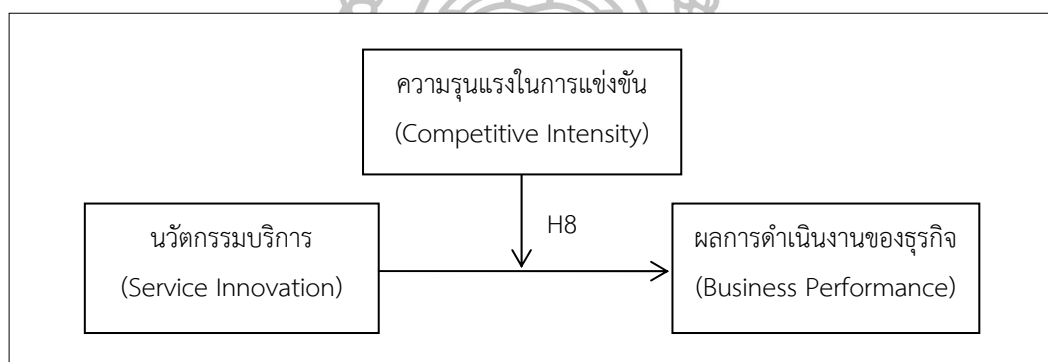 ความรุนแรงในการแข่งขัน
(Competitive Intensity)
H8
นวัตกรรมบริการ
(Service Innovation)
ผลการดำเนินงานของธุรกิจ
(Business Performance)